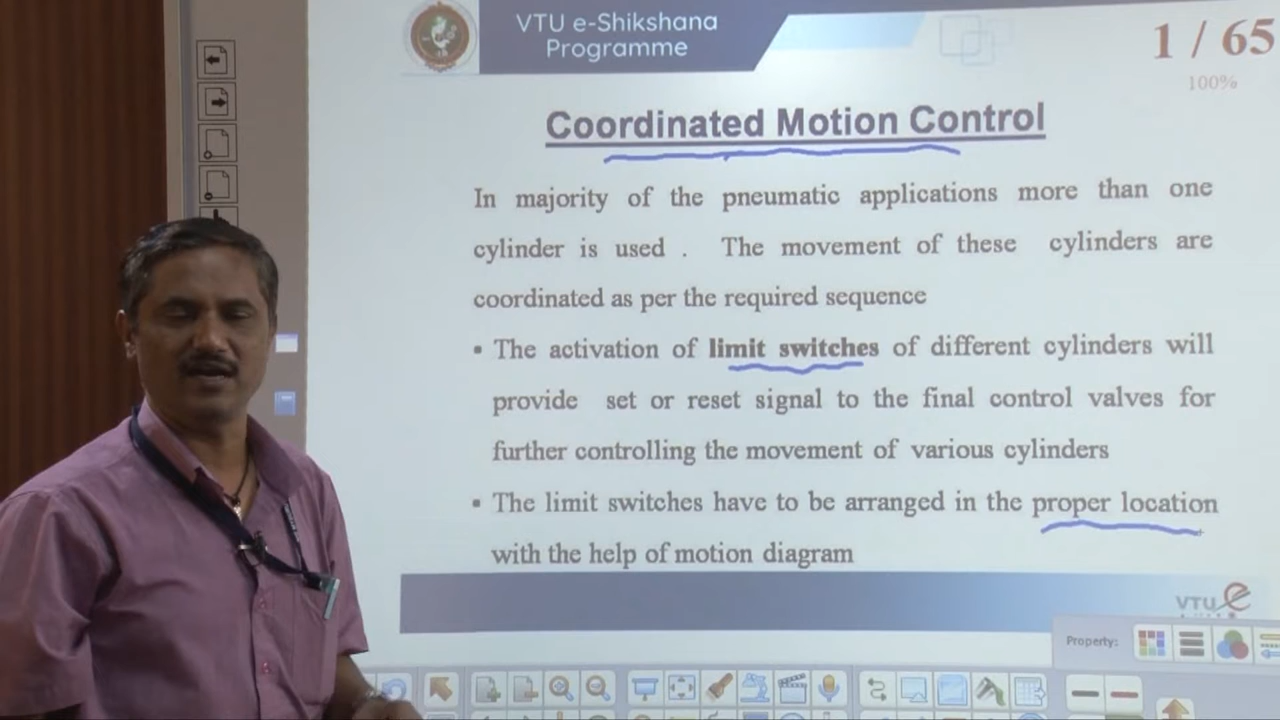 VTU e-Shikshana
Programme
1 / 65
100%
Coordinated Motion Control
In majority of the pneumatic applications more than one
cylinder is used . The movement of these cylinders are
coordinated as per the required sequence
▪ The activation of limit switches of different cylinders will
provide set or reset signal to the final control valves for
further controlling the movement of various cylinders
▪ The limit switches have to be arranged in the proper location
with the help of motion diagram
VTU e
Property: